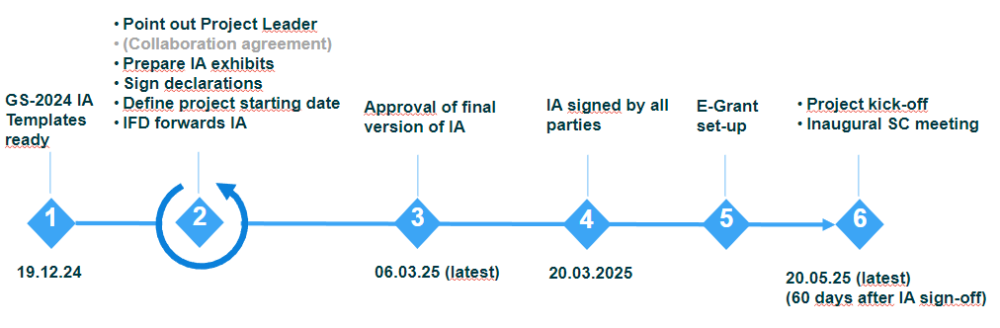 • Point out Project Leader
• (Collaboration agreement)
• Prepare IA exhibits
• Sign declarations
• Define project starting date
• IFD forwards IA
GS-2024 IA
Templates
ready
Approval of final
version of IA
IA signed by all
parties
E-Grant
set-up
• Project kick-off
• Inaugural SC meeting
1
2
3
4
5
6
19.12.24
06.03.25 (latest)
20.03.2025
20.05.25 (latest)
(60 days after IA sign-off)